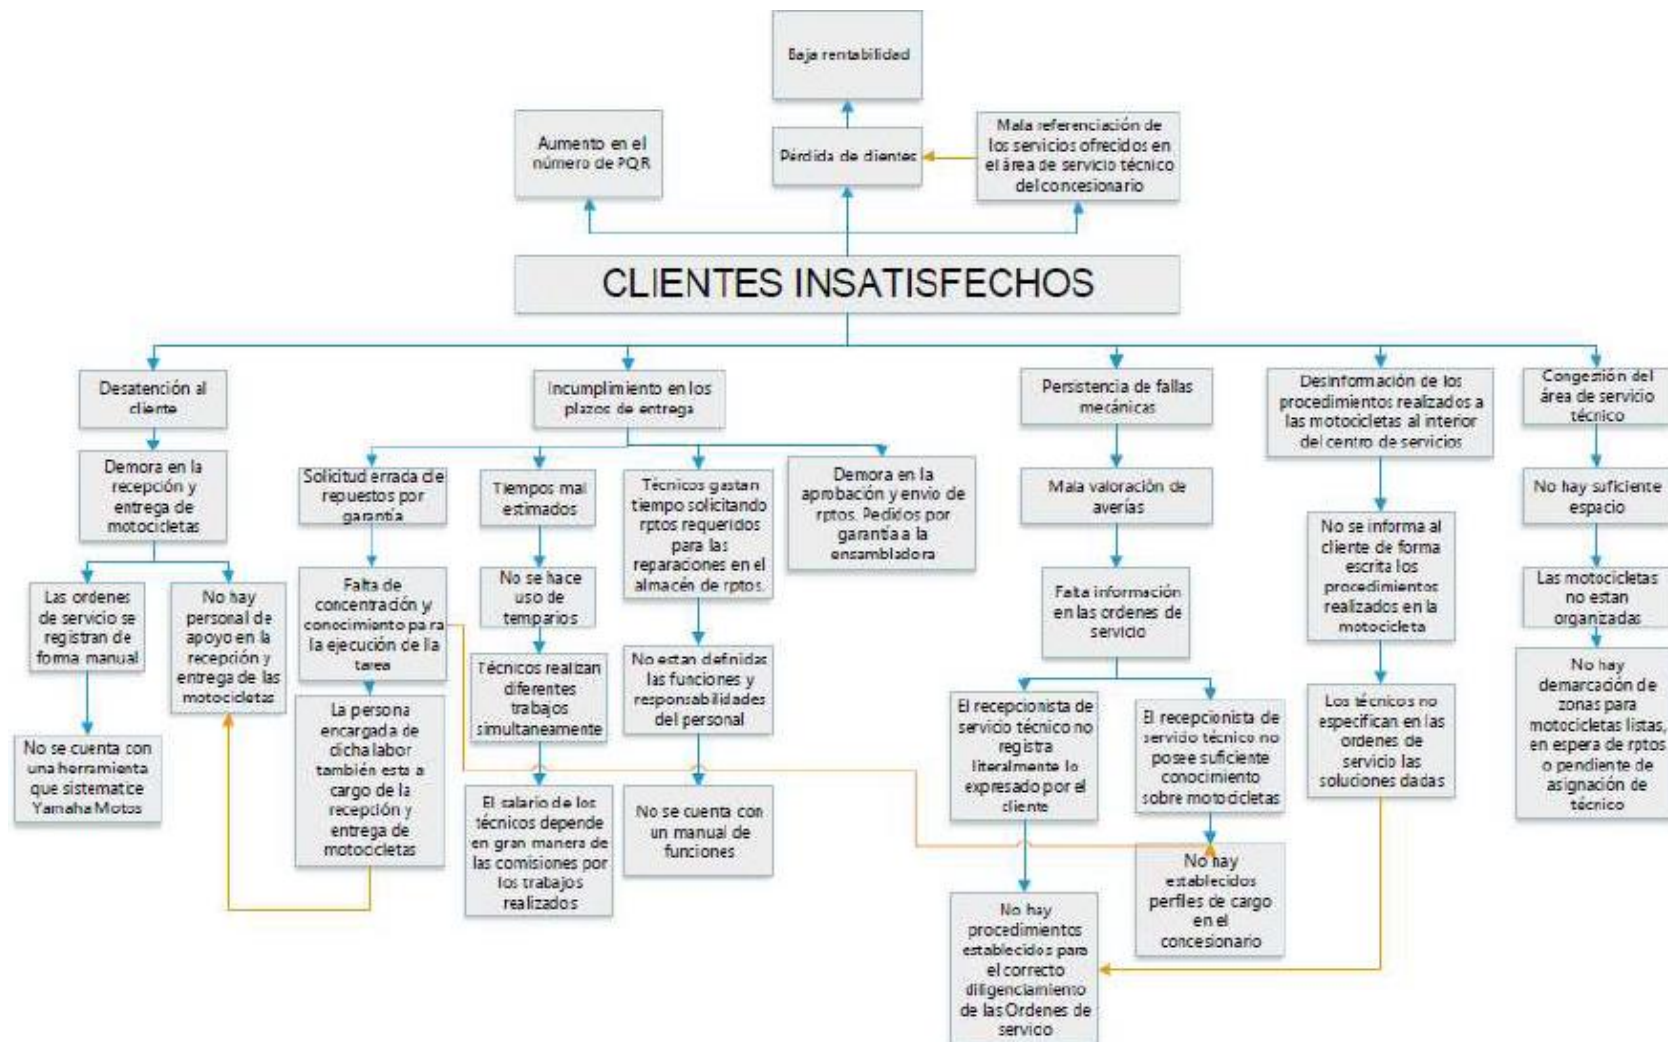 Baja rentabilidad
Aumento en el
número de PQR
Pérdida de clientes
Mala referenciación de
los servicios ofrecidos en
el área de servicio técnico
del concesionario
CLIENTES INSATISFECHOS
Desatención al
cliente
Demora en la
recepción y
entrega de
motocicletas
Las ordenes
de servicio se
registran de
forma manual
No se cuenta con
una herramienta
que sistematice
Yamaha Motos
No hay
personal de
apoyo en la
recepción y
entrega de las
motocicletas
Incumplimiento en los
plazos de entrega
Solicitud errada de
repuestos por
garantía
Falta de
concentración y
conocimiento para
la ejecución de la
tarea
La persona
encargada de
dicha labor
también esta a
cargo de la
recepción y
entrega de
motocicletas
Tiempos mal
estimados
No se hace
uso de
temparios
Técnicos realizan
diferentes
trabajos
simultaneamente
El salario de los
técnicos depende
en gran manera de
las comisiones por
los trabajos
realizados
Técnicos gastan
tiempo solicitando
rptos requeridos
para las
reparaciones en el
almacén de rptos.
No estan definidas
las funciones y
responsabilidades
del personal
No se cuenta con
un manual de
funciones
Demora en la
aprobación y envio de
rptos. Pedidos por
garantía a la
ensambladora
Persistencia de fallas
mecánicas
Mala valoración de
averías
Falta información
en las ordenes de
servicio
El recepcionista de
servicio técnico no
registra
literalmente lo
expresado por el
cliente
No hay
procedimientos
establecidos para
el correcto
diligenciamiento
de las Ordenes de
servicio
El recepcionista de
servicio técnico no
posee suficiente
conocimiento
sobre motocicletas
No hay
establecidos
perfiles de cargo
en el
concesionario
Desinformación de los
procedimientos realizados a
las motocicletas al interior
del centro de servicios
No se informa al
cliente de forma
escrita los
procedimientos
realizados en la
motocicleta
Los técnicos no
especifican en las
ordenes de
servicio las
soluciones dadas
Congestión del
área de servicio
técnico
No hay suficiente
espacio
Las motocicletas
no estan
organizadas
No hay
demarcación de
zonas para
motocicletas listas,
en espera de rptos
o pendiente de
asignación de
técnico